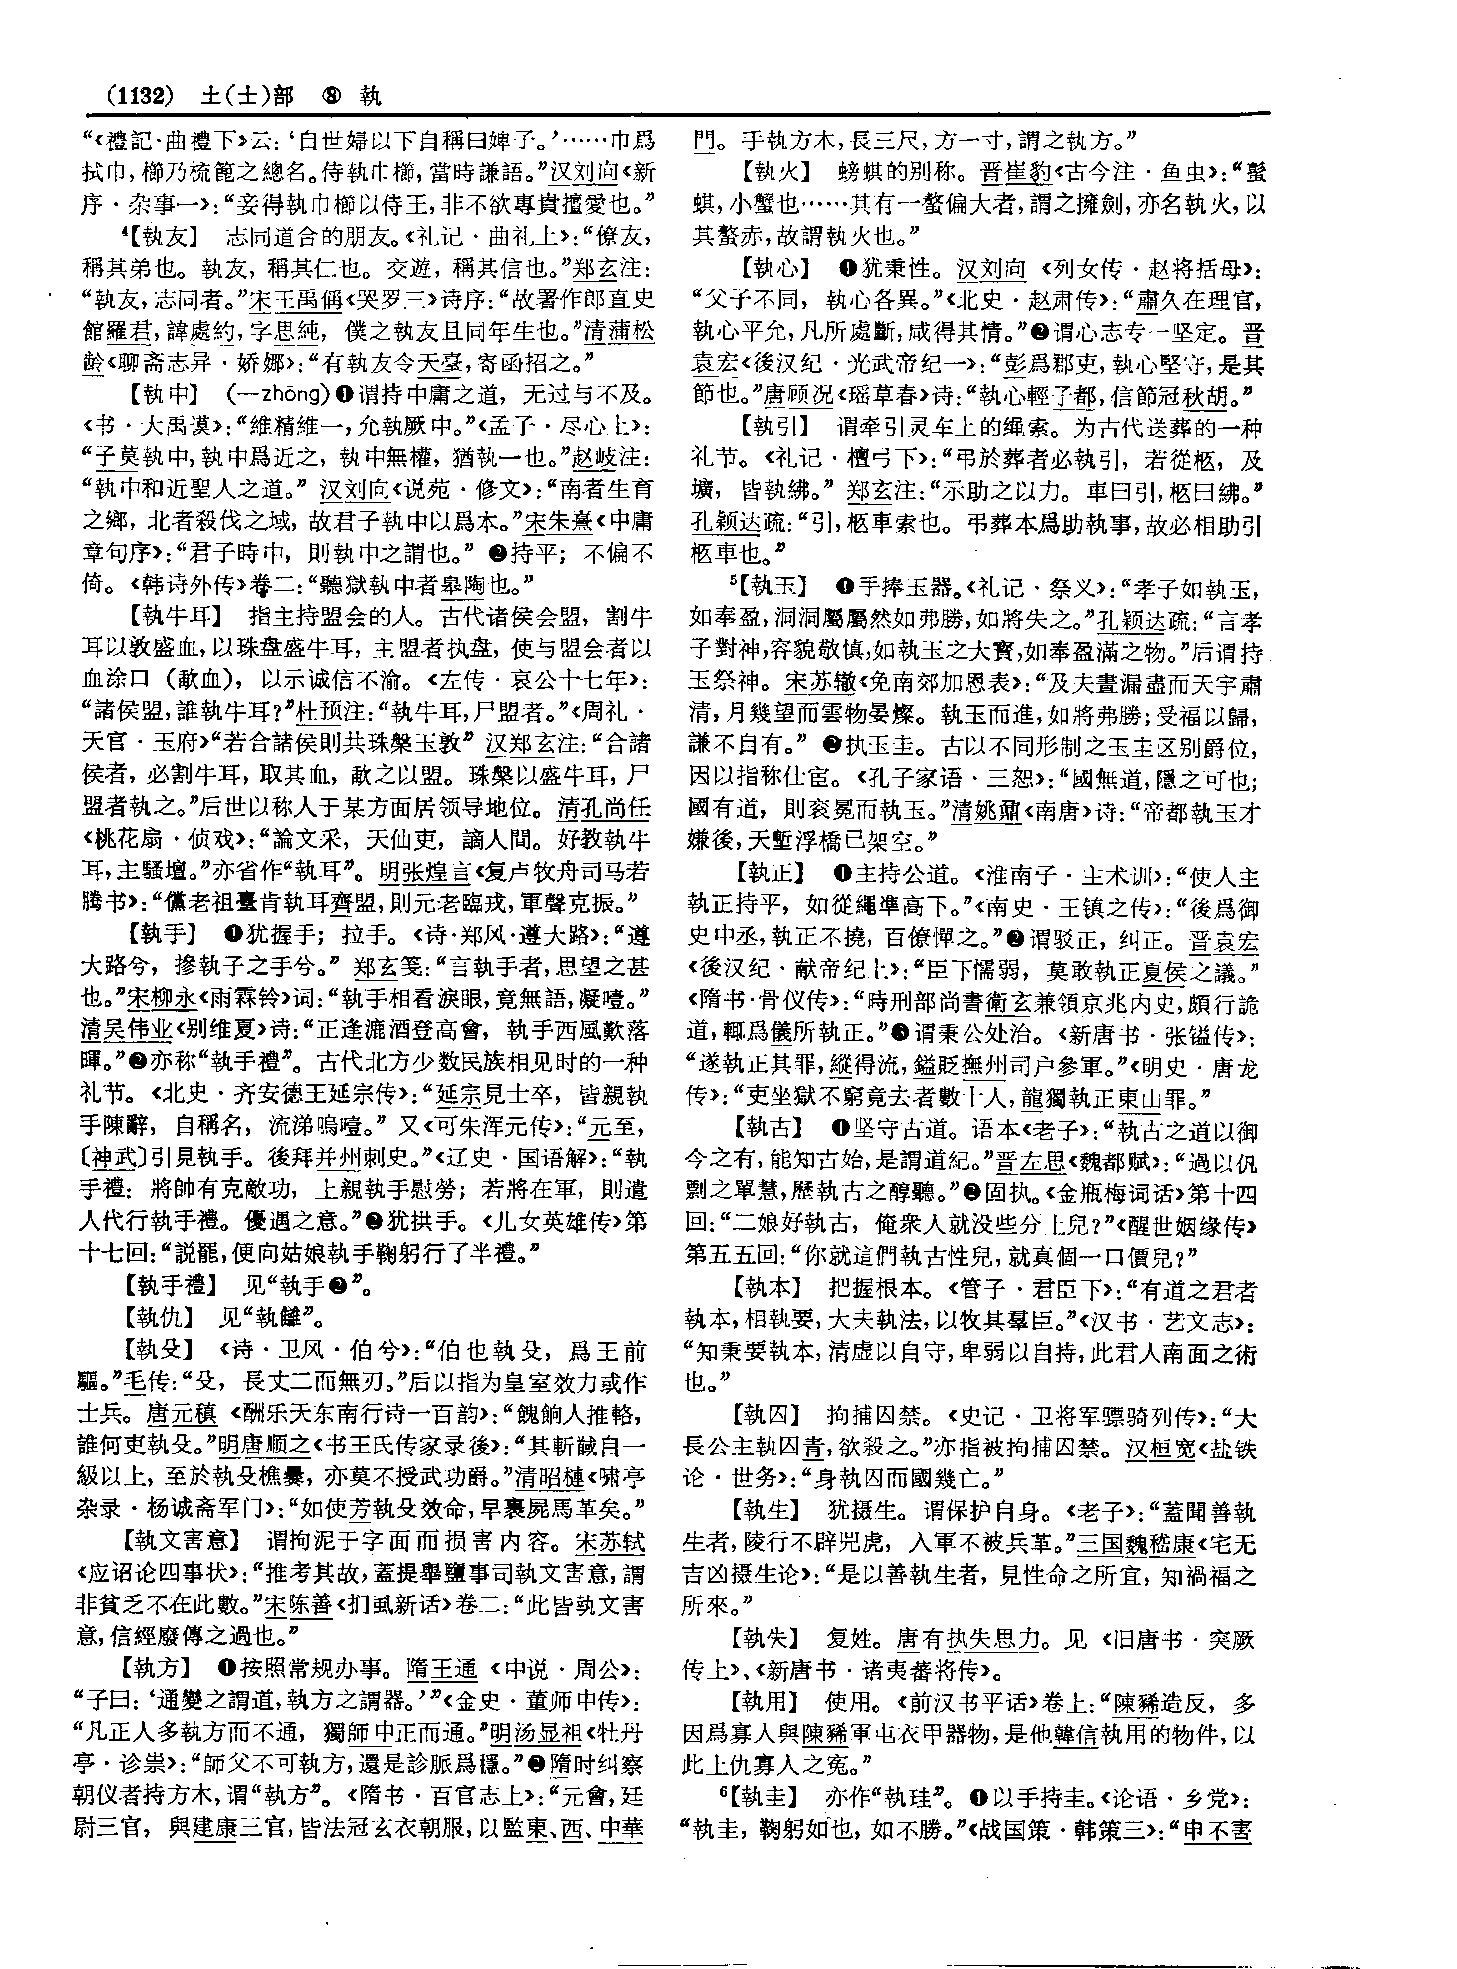 (1132) 土(士)部 ⑧ 執
“《禮記·曲禮下》云：‘自世婦以下自稱曰婢子。’……巾爲
拭巾，櫛乃梳篦之總名。侍執巾櫛，當時謙語。”汉刘向《新
序·杂事一》：“妾得執巾櫛以侍王，非不欲專貴擅愛也。”
⁴【執友】 志同道合的朋友。《礼记·曲礼上》：“僚友，
稱其弟也。執友，稱其仁也。交遊，稱其信也。”郑玄注：
“執友，志同者。”宋王禹偁《哭罗三》诗序：“故署作郎直史
館羅君，諱處約，字思純，僕之執友且同年生也。”清蒲松
龄《聊斋志异·娇娜》：“有執友令天臺，寄函招之。”
【執中】 (—zhōng)❶谓持中庸之道，无过与不及。
《书·大禹谟》：“維精維一，允執厥中。”《孟子·尽心上》：
“子莫執中，執中爲近之，執中無權，猶執一也。”赵岐注：
“執中和近聖人之道。” 汉刘向《说苑·修文》：“南者生育
之鄉，北者殺伐之域，故君子執中以爲本。”宋朱熹《中庸
章句序》：“君子時中，則執中之謂也。” ❷持平；不偏不
倚。《韩诗外传》卷二：“聽獄執中者皋陶也。”
【執牛耳】 指主持盟会的人。古代诸侯会盟，割牛
耳以敦盛血，以珠盘盛牛耳，主盟者执盘，使与盟会者以
血涂口（歃血），以示诚信不渝。《左传·哀公十七年》：
“諸侯盟，誰執牛耳？”杜预注：“執牛耳，尸盟者。”《周礼·
天官·玉府》“若合諸侯則共珠槃玉敦” 汉郑玄注：“合諸
侯者，必割牛耳，取其血，歃之以盟。珠槃以盛牛耳，尸
盟者執之。”后世以称人于某方面居领导地位。清孔尚任
《桃花扇·侦戏》：“論文采，天仙吏，謫人間。好教執牛
耳，主騷壇。”亦省作“執耳”。明张煌言《复卢牧舟司马若
腾书》：“儻老祖臺肯執耳齊盟，則元老臨戎，軍聲克振。”
【執手】 ❶犹握手；拉手。《诗·郑风·遵大路》：“遵
大路兮，摻執子之手兮。” 郑玄笺：“言執手者，思望之甚
也。”宋柳永《雨霖铃》词：“執手相看淚眼，竟無語，凝噎。”
清吴伟业《别维夏》诗：“正逢漉酒登高會，執手西風歎落
暉。”❷亦称“執手禮”。古代北方少数民族相见时的一种
礼节。《北史·齐安德王延宗传》：“延宗見士卒，皆親執
手陳辭，自稱名，流涕嗚噎。” 又《可朱浑元传》：“元至，
〔神武〕引見執手。後拜并州刺史。”《辽史·国语解》：“執
手禮：將帥有克敵功，上親執手慰勞；若將在軍，則遣
人代行執手禮。優遇之意。”❸犹拱手。《儿女英雄传》第
十七回：“説罷，便向姑娘執手鞠躬行了半禮。”
【執手禮】 见“執手❷”。
【執仇】 见“執讎”。
【執殳】 《诗·卫风·伯兮》：“伯也執殳，爲王前
驅。”毛传：“殳，長丈二而無刃。”后以指为皇室效力或作
士兵。唐元稹《酬乐天东南行诗一百韵》：“餽餉人推輅，
誰何吏執殳。”明唐顺之《书王氏传家录後》：“其斬馘自一
級以上，至於執殳樵爨，亦莫不授武功爵。”清昭槤《啸亭
杂录·杨诚斋军门》：“如使芳執殳效命，早裹屍馬革矣。”
【執文害意】 谓拘泥于字面而损害内容。宋苏轼
《应诏论四事状》：“推考其故，蓋提舉鹽事司執文害意，謂
非貧乏不在此數。”宋陈善《扪虱新话》卷二：“此皆執文害
意，信經廢傳之過也。”
【執方】 ❶按照常规办事。隋王通《中说·周公》：
“子曰：‘通變之謂道，執方之謂器。’”《金史·董师中传》：
“凡正人多執方而不通，獨師中正而通。”明汤显祖《牡丹
亭·诊祟》：“師父不可執方，還是診脈爲穩。”❷隋时纠察
朝仪者持方木，谓“執方”。《隋书·百官志上》：“元會，廷
尉三官，與建康三官，皆法冠玄衣朝服，以監東、西、中華
門。手執方木，長三尺，方一寸，謂之執方。”
【執火】 螃蜞的别称。晋崔豹《古今注·鱼虫》：“蟛
蜞，小蟹也……其有一螯偏大者，謂之擁劍，亦名執火，以
其螯赤，故謂執火也。”
【執心】 ❶犹秉性。汉刘向《列女传·赵将括母》：
“父子不同，執心各異。”《北史·赵肃传》：“肅久在理官，
執心平允，凡所處斷，咸得其情。”❷谓心志专一坚定。晋
袁宏《後汉纪·光武帝纪一》：“彭爲郡吏，執心堅守，是其
節也。”唐顾况《瑶草春》诗：“執心輕子都，信節冠秋胡。”
【執引】 谓牵引灵车上的绳索。为古代送葬的一种
礼节。《礼记·檀弓下》：“弔於葬者必執引，若從柩，及
壙，皆執紼。” 郑玄注：“示助之以力。車曰引，柩曰紼。”
孔颖达疏：“引，柩車索也。弔葬本爲助執事，故必相助引
柩車也。”
⁵【執玉】 ❶手捧玉器。《礼记·祭义》：“孝子如執玉，
如奉盈，洞洞屬屬然如弗勝，如將失之。”孔颖达疏：“言孝
子對神，容貌敬慎，如執玉之大寳，如奉盈滿之物。”后谓持
玉祭神。宋苏辙《免南郊加恩表》：“及夫晝漏盡而天宇肅
清，月幾望而雲物晏燦。執玉而進，如將弗勝；受福以歸，
謙不自有。” ❷执玉圭。古以不同形制之玉圭区别爵位，
因以指称仕宦。《孔子家语·三恕》：“國無道，隱之可也；
國有道，則衮冕而執玉。”清姚鼐《南唐》诗：“帝都執玉才
嫌後，天塹浮橋已架空。”
【執正】 ❶主持公道。《淮南子·主术训》：“使人主
執正持平，如從繩準高下。”《南史·王镇之传》：“後爲御
史中丞，執正不撓，百僚憚之。”❷谓驳正，纠正。晋袁宏
《後汉纪·献帝纪上》：“臣下懦弱，莫敢執正夏侯之議。”
《隋书·骨仪传》：“時刑部尚書衛玄兼領京兆内史，頗行詭
道，輒爲儀所執正。”❸谓秉公处治。《新唐书·张镒传》：
“遂執正其罪，縱得流，鎰貶撫州司户參軍。”《明史·唐龙
传》：“吏坐獄不窮竟去者數十人，龍獨執正東山罪。”
【執古】 ❶坚守古道。语本《老子》：“執古之道以御
今之有，能知古始，是謂道紀。”晋左思《魏都赋》：“過以汎
剽之單慧，歷執古之醇聽。”❷固执。《金瓶梅词话》第十四
回：“二娘好執古，俺衆人就没些分上兒？”《醒世姻缘传》
第五五回：“你就這們執古性兒，就真個一口價兒？”
【執本】 把握根本。《管子·君臣下》：“有道之君者
執本，相執要，大夫執法，以牧其羣臣。”《汉书·艺文志》：
“知秉要執本，清虚以自守，卑弱以自持，此君人南面之術
也。”
【執囚】 拘捕囚禁。《史记·卫将军骠骑列传》：“大
長公主執囚青，欲殺之。”亦指被拘捕囚禁。汉桓宽《盐铁
论·世务》：“身執囚而國幾亡。”
【執生】 犹摄生。谓保护自身。《老子》：“蓋聞善執
生者，陵行不辟兕虎，入軍不被兵革。”三国魏嵇康《宅无
吉凶摄生论》：“是以善執生者，見性命之所宜，知禍福之
所來。”
【執失】 复姓。唐有执失思力。见《旧唐书·突厥
传上》、《新唐书·诸夷蕃将传》。
【執用】 使用。《前汉书平话》卷上：“陳豨造反，多
因爲寡人與陳豨軍屯衣甲器物，是他韓信執用的物件，以
此上仇寡人之寃。”
⁶【執圭】 亦作“執珪”。❶以手持圭。《论语·乡党》：
“執圭，鞠躬如也，如不勝。”《战国策·韩策三》：“申不害